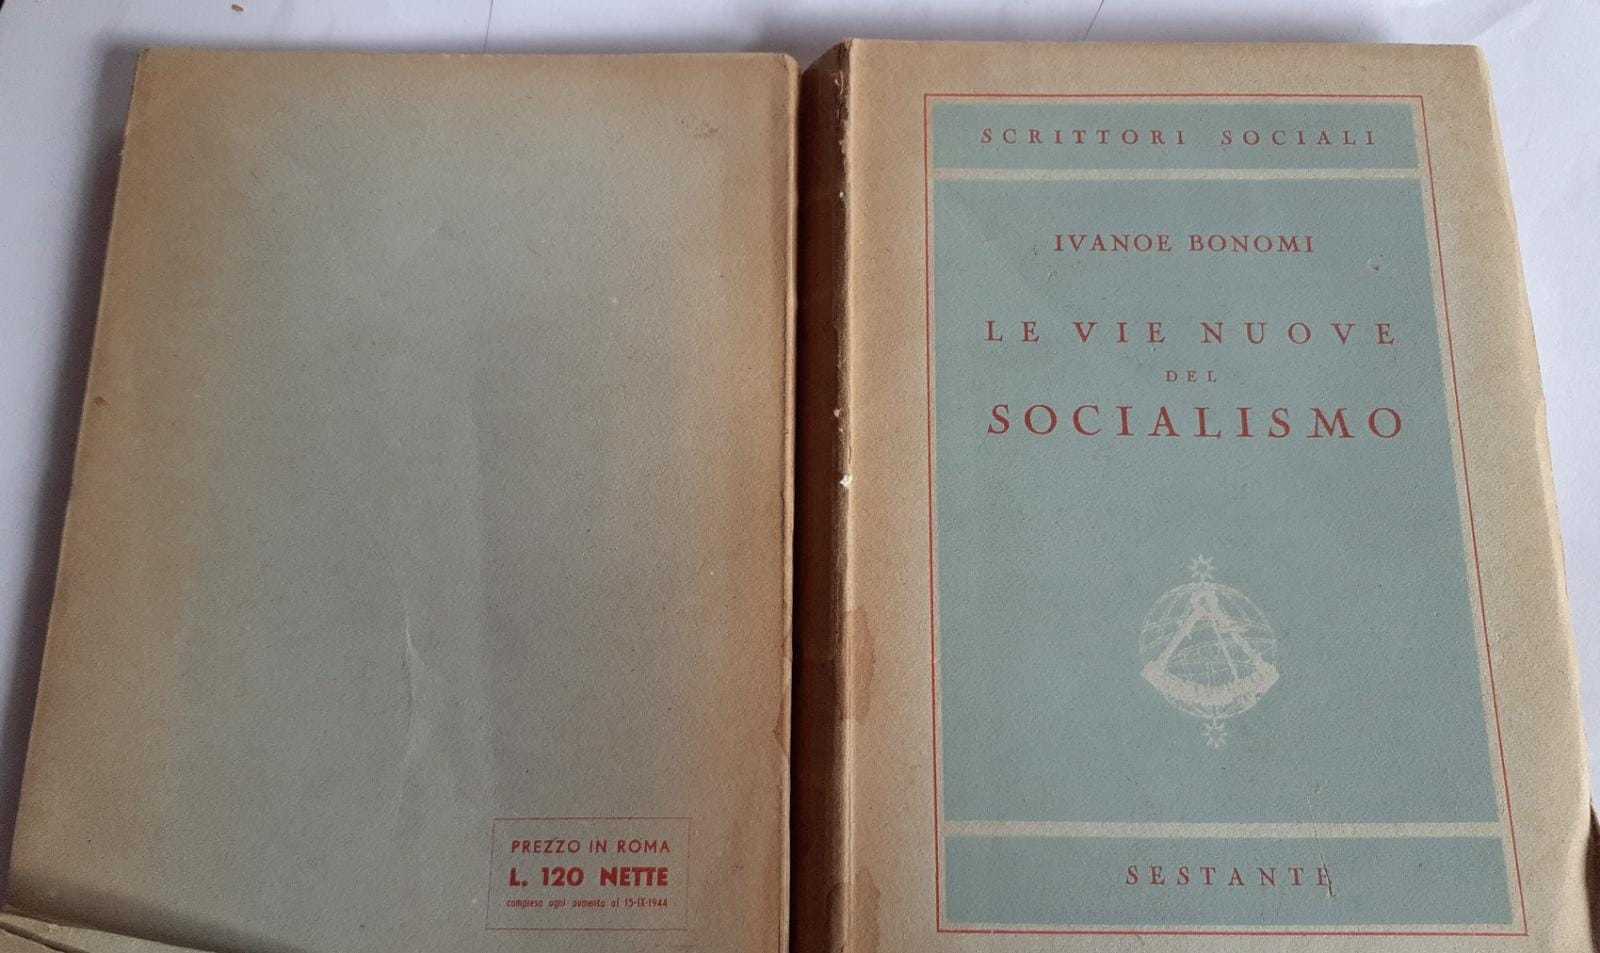 PREZZO IN ROMA
L. 120 NETTE
compreso ogni aumento al 15-IX-1944
SCRITTORI SOCIALI
IVANOE BONOMI
LE VIE NUOVE
DEL
SOCIALISMO
SESTANTE